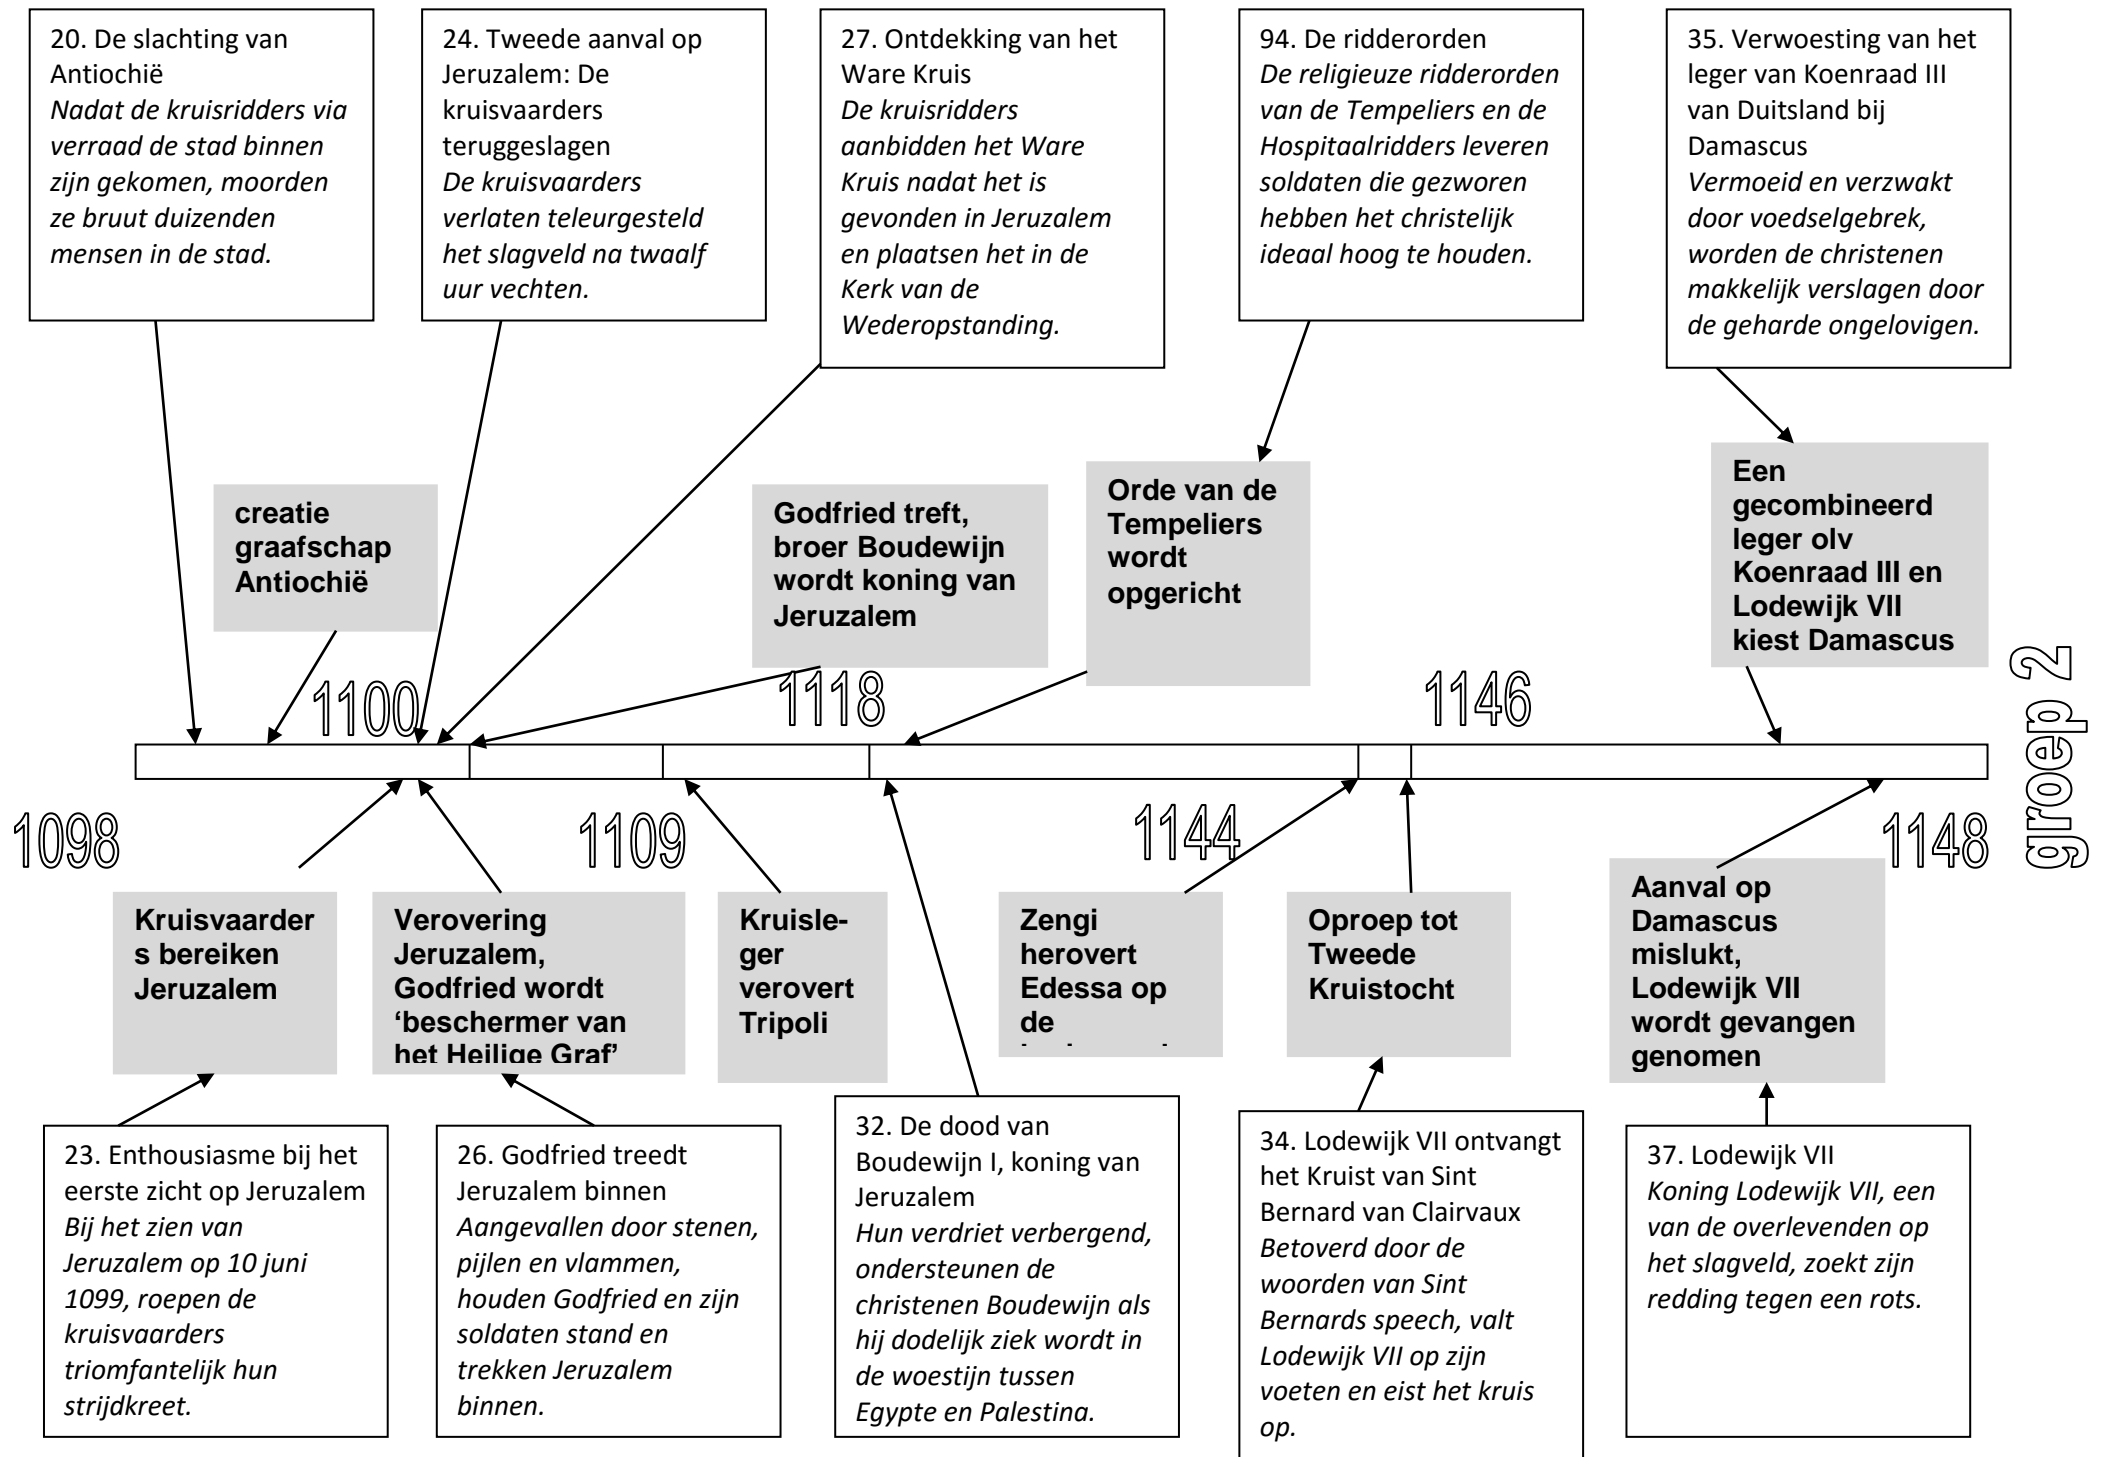 20. De slachting van
Antiochië
Nadat de kruisridders via
verraad de stad binnen
zijn gekomen, moorden
ze bruut duizenden
mensen in de stad.
24. Tweede aanval op
Jeruzalem: De
kruisvaarders
teruggeslagen
De kruisvaarders
verlaten teleurgesteld
het slagveld na twaalf
uur vechten.
27. Ontdekking van het
Ware Kruis
De kruisridders
aanbidden het Ware
Kruis nadat het is
gevonden in Jeruzalem
en plaatsen het in de
Kerk van de
Wederopstanding.
94. De ridderorden
De religieuze ridderorden
van de Tempeliers en de
Hospitaalridders leveren
soldaten die gezworen
hebben het christelijk
ideaal hoog te houden.
35. Verwoesting van het
leger van Koenraad III
van Duitsland bij
Damascus
Vermoeid en verzwakt
door voedselgebrek,
worden de christenen
makkelijk verslagen door
de geharde ongelovigen.
creatie
graafschap
Antiochië
Godfried treft,
broer Boudewijn
wordt koning van
Jeruzalem
Orde van de
Tempeliers
wordt
opgericht
Een
gecombineerd
leger olv
Koenraad III en
Lodewijk VII
kiest Damascus
1100
1118
1146
groep 2
1098
1109
1144
1148
Kruisvaarder
s bereiken
Jeruzalem
Verovering
Jeruzalem,
Godfried wordt
‘beschermer van
het Heilige Graf’
Kruisle-
ger
verovert
Tripoli
Zengi
herovert
Edessa op
de
Oproep tot
Tweede
Kruistocht
Aanval op
Damascus
mislukt,
Lodewijk VII
wordt gevangen
genomen
23. Enthousiasme bij het
eerste zicht op Jeruzalem
Bij het zien van
Jeruzalem op 10 juni
1099, roepen de
kruisvaarders
triomfantelijk hun
strijdkreet.
26. Godfried treedt
Jeruzalem binnen
Aangevallen door stenen,
pijlen en vlammen,
houden Godfried en zijn
soldaten stand en
trekken Jeruzalem
binnen.
32. De dood van
Boudewijn I, koning van
Jeruzalem
Hun verdriet verbergend,
ondersteunen de
christenen Boudewijn als
hij dodelijk ziek wordt in
de woestijn tussen
Egypte en Palestina.
34. Lodewijk VII ontvangt
het Kruist van Sint
Bernard van Clairvaux
Betoverd door de
woorden van Sint
Bernards speech, valt
Lodewijk VII op zijn
voeten en eist het kruis
op.
37. Lodewijk VII
Koning Lodewijk VII, een
van de overlevenden op
het slagveld, zoekt zijn
redding tegen een rots.